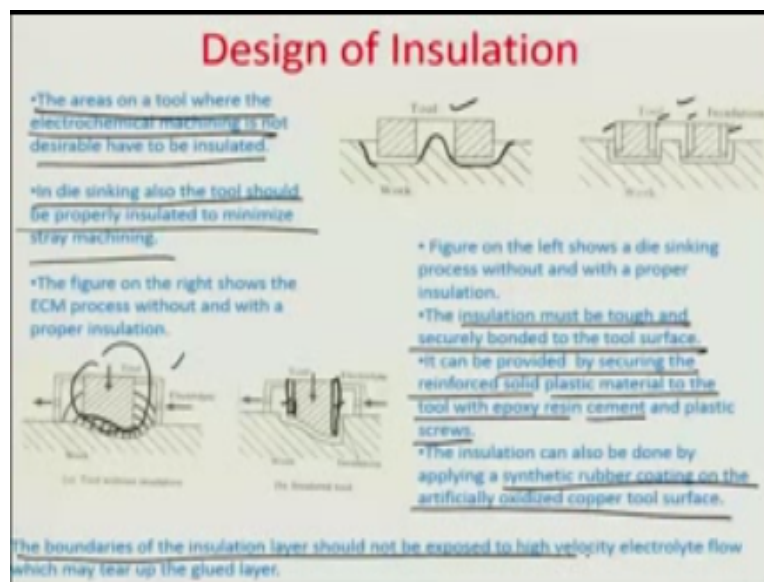 Design of Insulation
•The areas on a tool where the
electrochemical machining is not
desirable have to be insulated.
•In die sinking also the tool should
be properly insulated to minimize
stray machining.
•The figure on the right shows the
ECM process without and with a
proper insulation.
Tool
Work
Tool
Insulation
Work
• Figure on the left shows a die sinking
process without and with a proper
insulation.
•The insulation must be tough and
securely bonded to the tool surface.
•It can be provided by securing the
reinforced solid plastic material to the
tool with epoxy resin cement and plastic
screws.
•The insulation can also be done by
applying a synthetic rubber coating on the
artificially oxidized copper tool surface.
Tool
Electrolyte
Work
(a) Tool without insulation
Tool
Electrolyte
Work
Insulation
(b) Insulated tool
The boundaries of the insulation layer should not be exposed to high velocity electrolyte flow
which may tear up the glued layer.